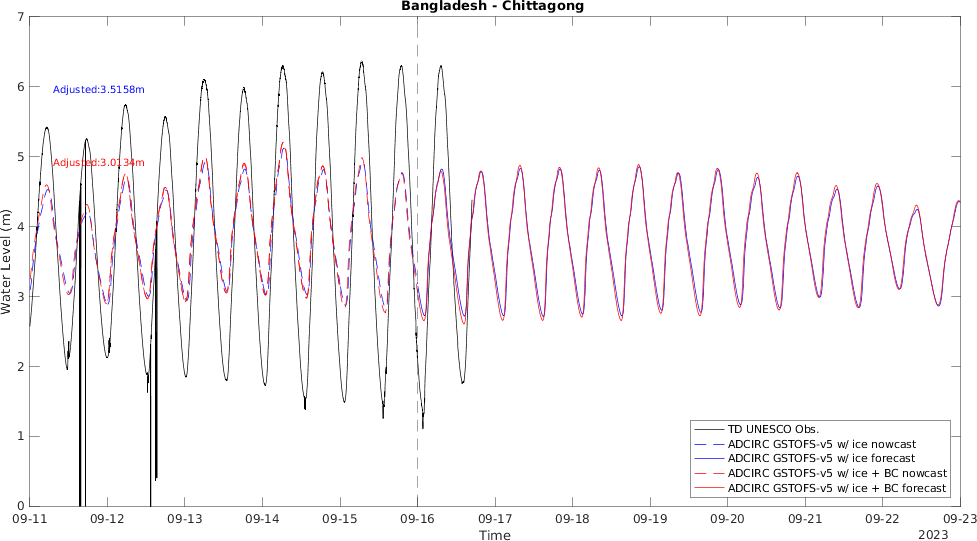 Bangladesh - Chittagong
7
6
5
4
3
2
1
0
Water Level (m)
Adjusted:3.5158m
Adjusted:3.0134m
TD UNESCO Obs.
ADCIRC GSTOFS-v5 w/ ice nowcast
ADCIRC GSTOFS-v5 w/ ice forecast
ADCIRC GSTOFS-v5 w/ ice + BC nowcast
ADCIRC GSTOFS-v5 w/ ice + BC forecast
09-11 09-12 09-13 09-14 09-15 09-16 09-17 09-18 09-19 09-20 09-21 09-22 09-23
Time
2023